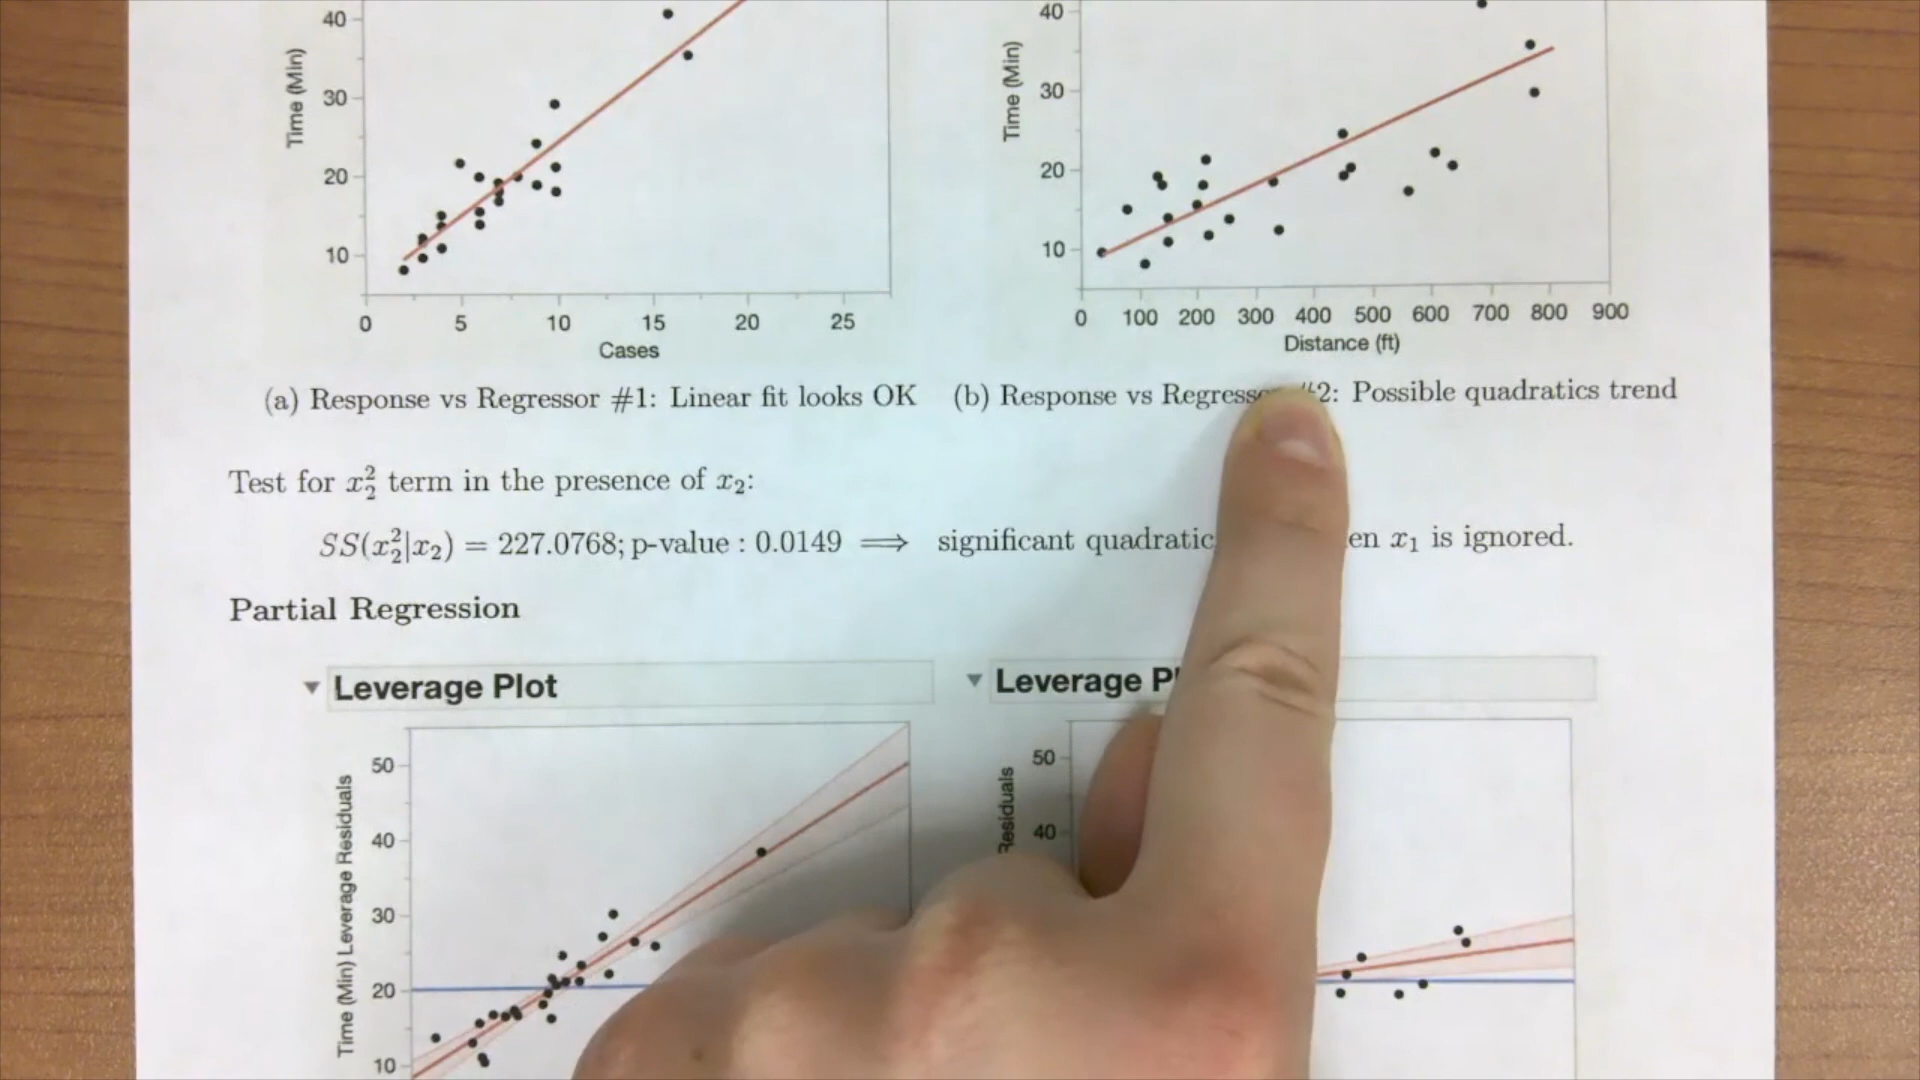 40
30
20
10
Time (Min)
0 5 10 15 20 25
Cases
40
30
20
10
Time (Min)
0 100 200 300 400 500 600 700 800 900
Distance (ft)
(a) Response vs Regressor #1: Linear fit looks OK
(b) Response vs #2: Possible quadratics trend
Test for x₂² term in the presence of x₂:
SS(x₂²|x₂) = 227.0768; p-value : 0.0149 ⟹ significant quadratic x₁ is ignored.
Partial Regression
Leverage Plot
Leverage
50
40
30
20
10
Time (Min) Leverage Residuals
50
40
Residuals